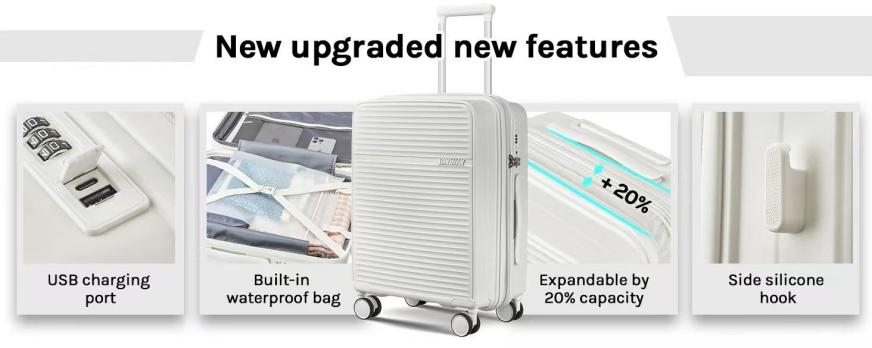 New upgraded new features
+ 20%
USB charging
port
Built-in
waterproof bag
Expandable by
20% capacity
Side silicone
hook